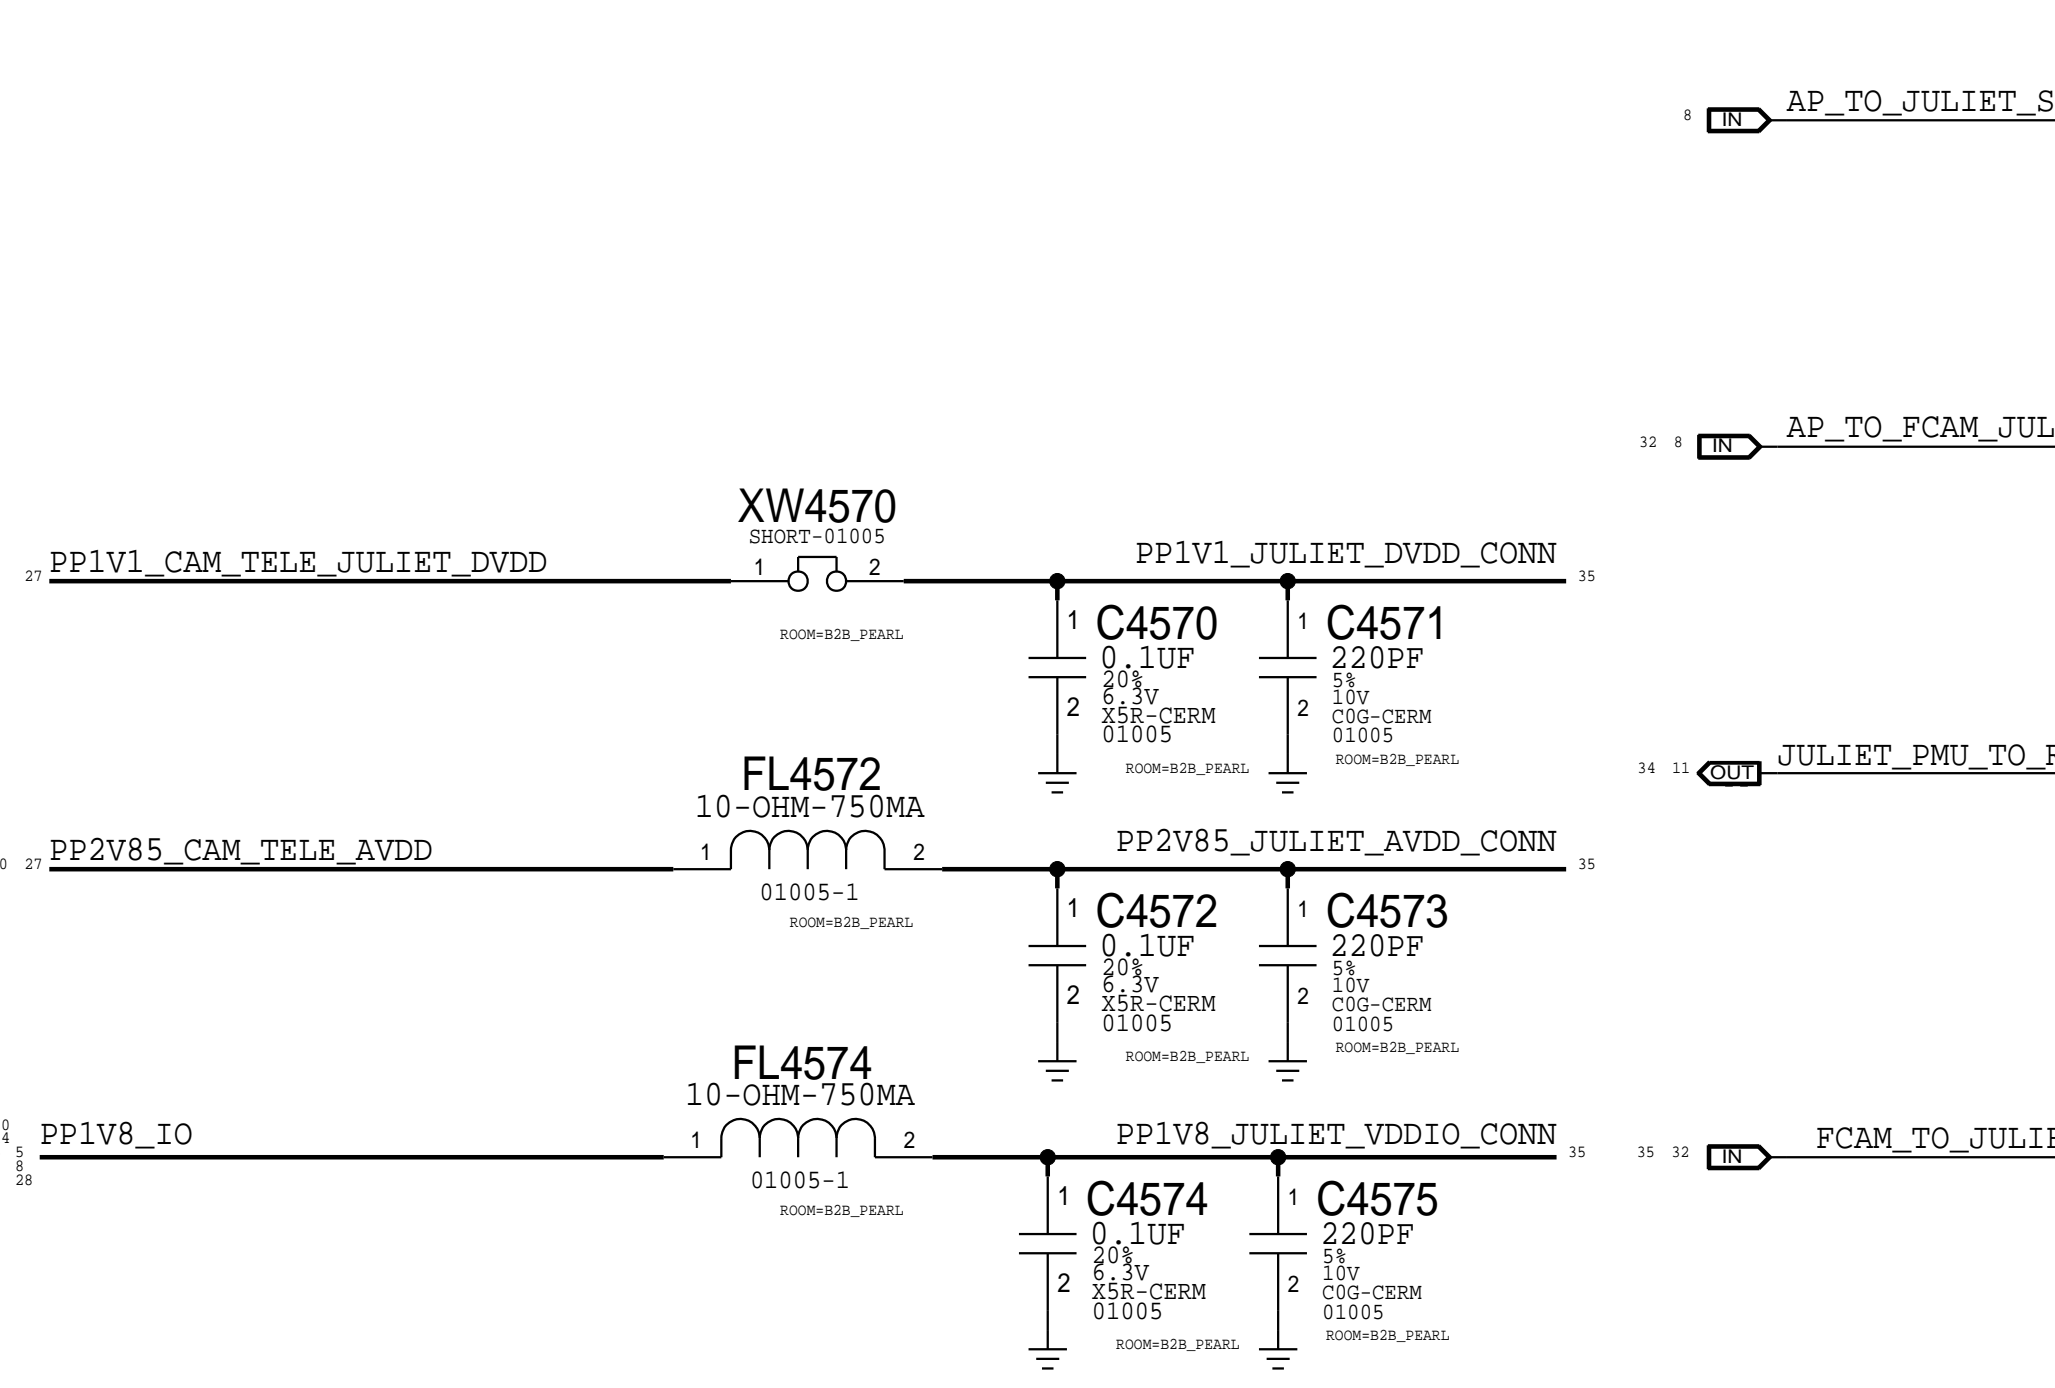 8 IN AP_TO_JULIET_S
32 8 IN AP_TO_FCAM_JUL
XW4570
SHORT-01005
27 PP1V1_CAM_TELE_JULIET_DVDD
1 2
PP1V1_JULIET_DVDD_CONN 35
ROOM=B2B_PEARL
1 C4570
0.1UF
20%
6.3V
2 X5R-CERM
01005
ROOM=B2B_PEARL
1 C4571
220PF
5%
10V
2 C0G-CERM
01005
ROOM=B2B_PEARL
34 11 OUT JULIET_PMU_TO_
FL4572
10-OHM-750MA
0 27 PP2V85_CAM_TELE_AVDD
1 2
PP2V85_JULIET_AVDD_CONN 35
01005-1
ROOM=B2B_PEARL
1 C4572
0.1UF
20%
6.3V
2 X5R-CERM
01005
ROOM=B2B_PEARL
1 C4573
220PF
5%
10V
2 C0G-CERM
01005
ROOM=B2B_PEARL
FL4574
10-OHM-750MA
0
4
5
8
28
PP1V8_IO
1 2
PP1V8_JULIET_VDDIO_CONN 35
01005-1
ROOM=B2B_PEARL
35 32 IN FCAM_TO_JULIE
1 C4574
0.1UF
20%
6.3V
2 X5R-CERM
01005
ROOM=B2B_PEARL
1 C4575
220PF
5%
10V
2 C0G-CERM
01005
ROOM=B2B_PEARL